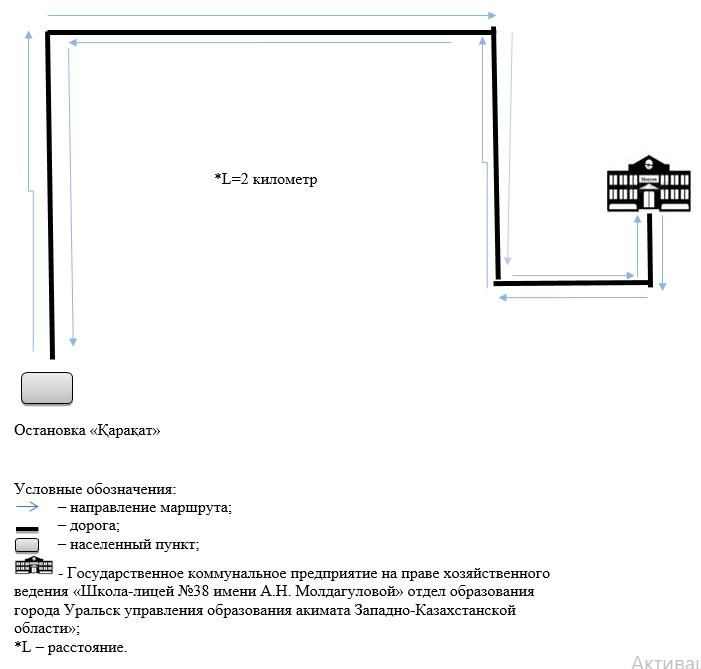 *L=2 километр
Остановка «Қарақат»
Условные обозначения:
– направление маршрута;
– дорога;
– населенный пункт;
- Государственное коммунальное предприятие на праве хозяйственного
ведения «Школа-лицей №38 имени А.Н. Молдагуловой» отдел образования
города Уральск управления образования акимата Западно-Казахстанской
области»;
*L – расстояние.